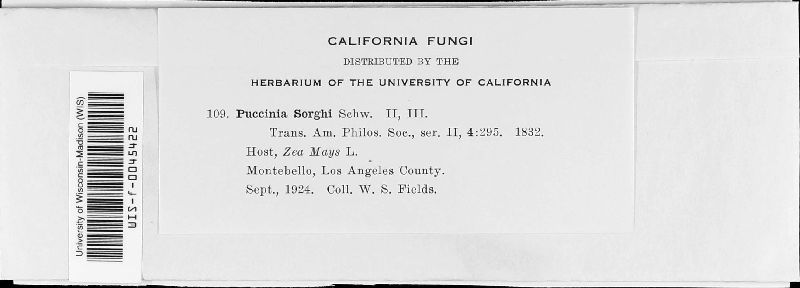 CALIFORNIA FUNGI
DISTRIBUTED BY THE
HERBARIUM OF THE UNIVERSITY OF CALIFORNIA
109. Puccinia Sorghi Schw. II, III.
Trans. Am. Philos. Soc., ser. II, 4:295. 1832.
Host, Zea Mays L.
Montebello, Los Angeles County.
Sept., 1924. Coll. W. S. Fields.
University of Wisconsin-Madison (WIS)
WIS-f-0045422